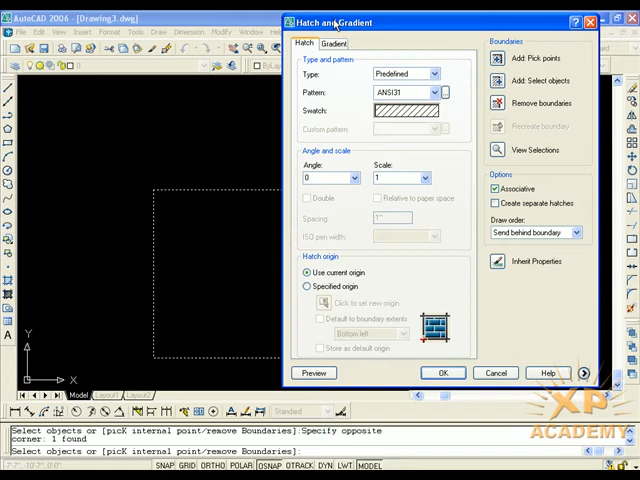 AutoCAD 2006 - [Drawing3.dwg]
Hatch and Gradient
File Edit View Insert Format Tools Draw Dimension
Hatch Gradient
Type and pattern
Type: Predefined
Pattern: ANSI31
Swatch:
Custom pattern:
Angle and scale
Angle: Scale:
0 1
Double Relative to paper space
Spacing: 1"
ISO pen width:
Hatch origin
Use current origin
Specified origin
Click to set new origin
Default to boundary extents
Bottom left
Store as default origin
Boundaries
Add: Pick points
Add: Select objects
Remove boundaries
Recreate boundary
View Selections
Options
Associative
Create separate hatches
Draw order:
Send behind boundary
Inherit Properties
Preview OK Cancel Help
Y
X
Model Layout1 Layout2
Standard
XP
ACADEMY
Select objects or [picK internal point/remove Boundaries]:Specify opposite
corner: 1 found
Select objects or [picK internal point/remove Boundaries]:
SNAP GRID ORTHO POLAR OSNAP OTRACK DYN LWT MODEL